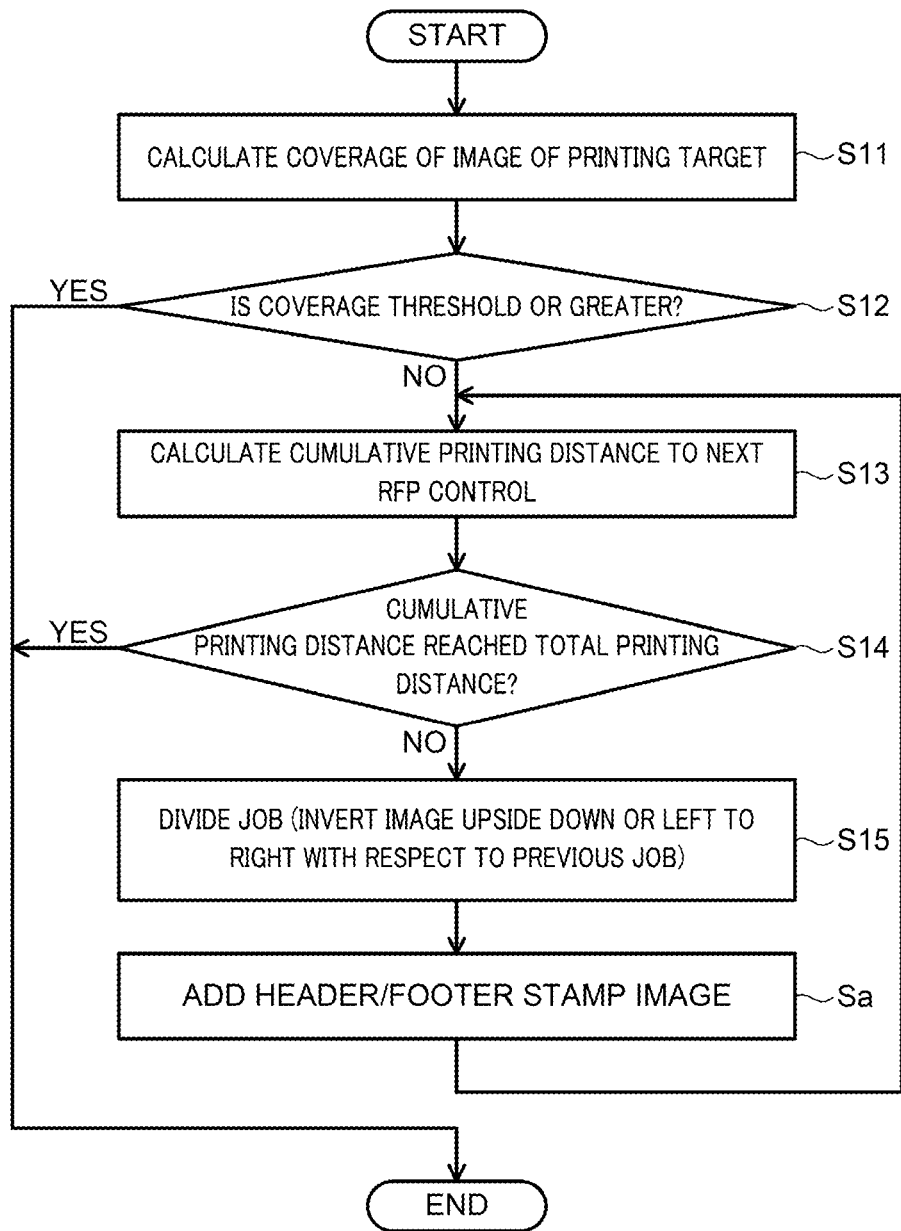 START
CALCULATE COVERAGE OF IMAGE OF PRINTING TARGET
S11
YES
IS COVERAGE THRESHOLD OR GREATER?
S12
NO
CALCULATE CUMULATIVE PRINTING DISTANCE TO NEXT
RFP CONTROL
S13
YES
CUMULATIVE
PRINTING DISTANCE REACHED TOTAL PRINTING
DISTANCE?
S14
NO
DIVIDE JOB (INVERT IMAGE UPSIDE DOWN OR LEFT TO
RIGHT WITH RESPECT TO PREVIOUS JOB)
S15
ADD HEADER/FOOTER STAMP IMAGE
Sa
END